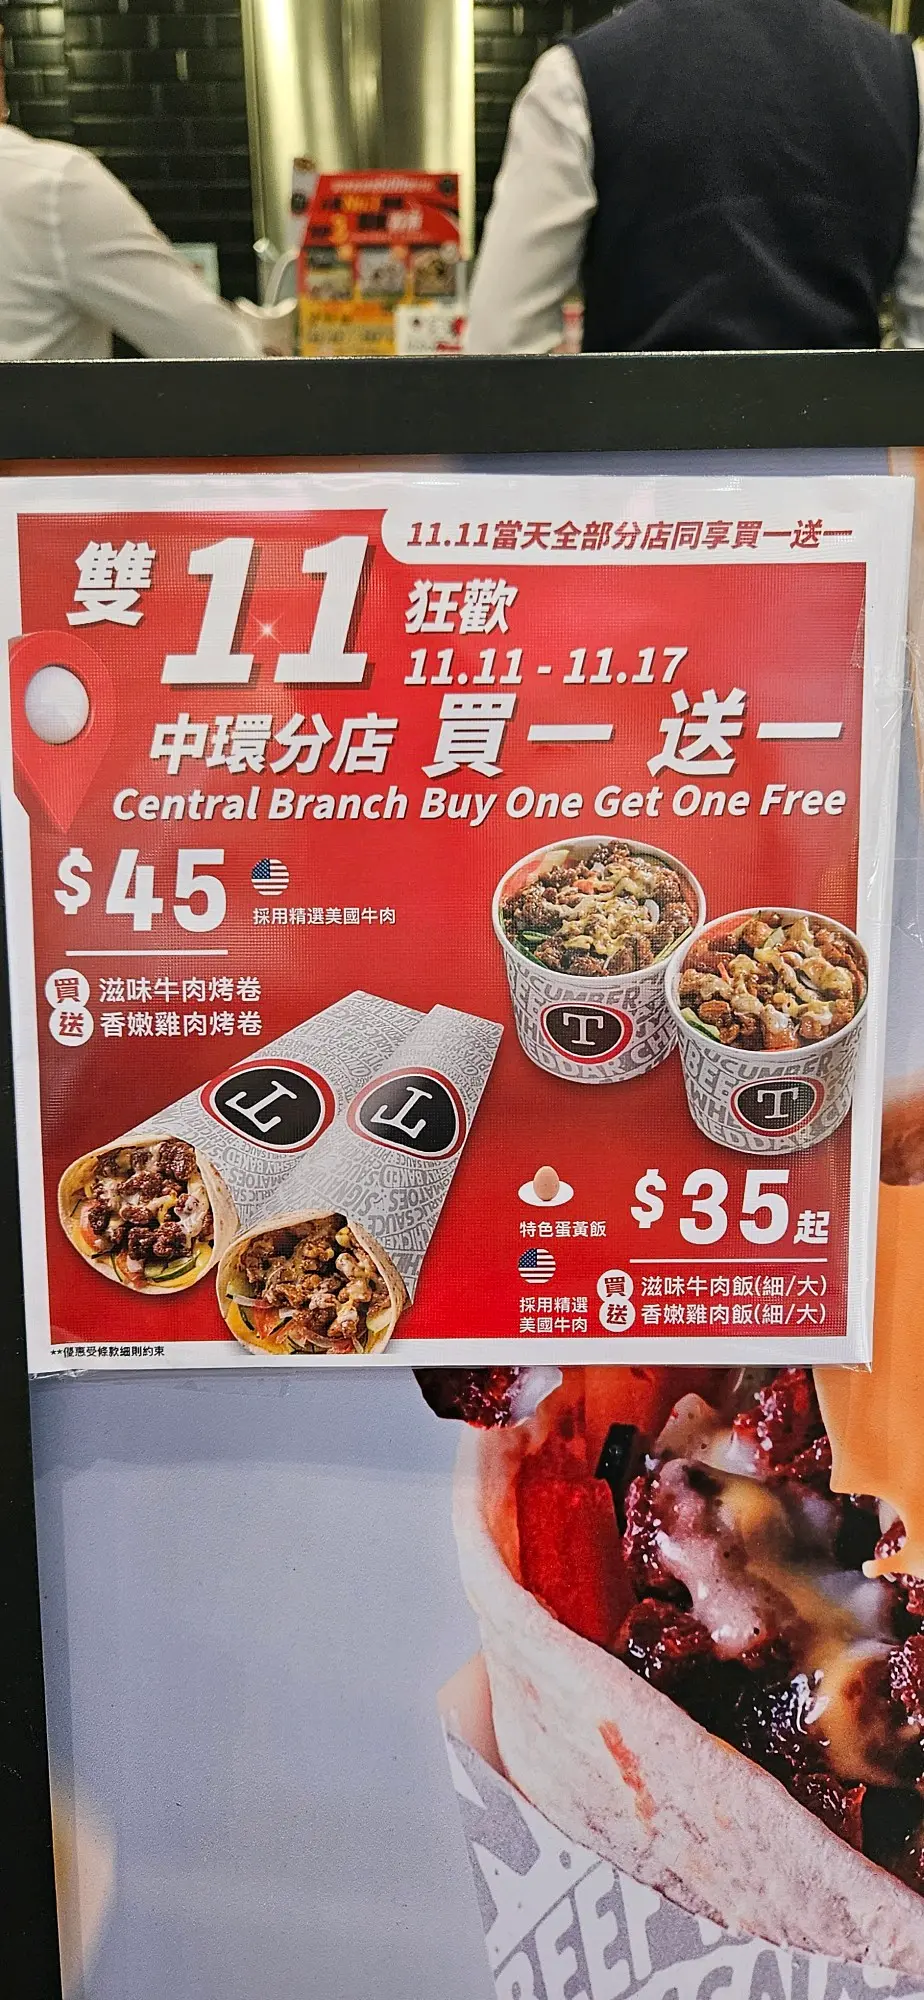 11.11當天全部分店同享買一送一
雙11狂歡
11.11 - 11.17
中環分店 買一 送一
Central Branch Buy One Get One Free
$45
採用精選美國牛肉
買 滋味牛肉烤卷
送 香嫩雞肉烤卷
T
T
T
T
特色蛋黃飯
$35起
採用精選
美國牛肉
買 滋味牛肉飯(細/大)
送 香嫩雞肉飯(細/大)
**優惠受條款細則約束
BEEF